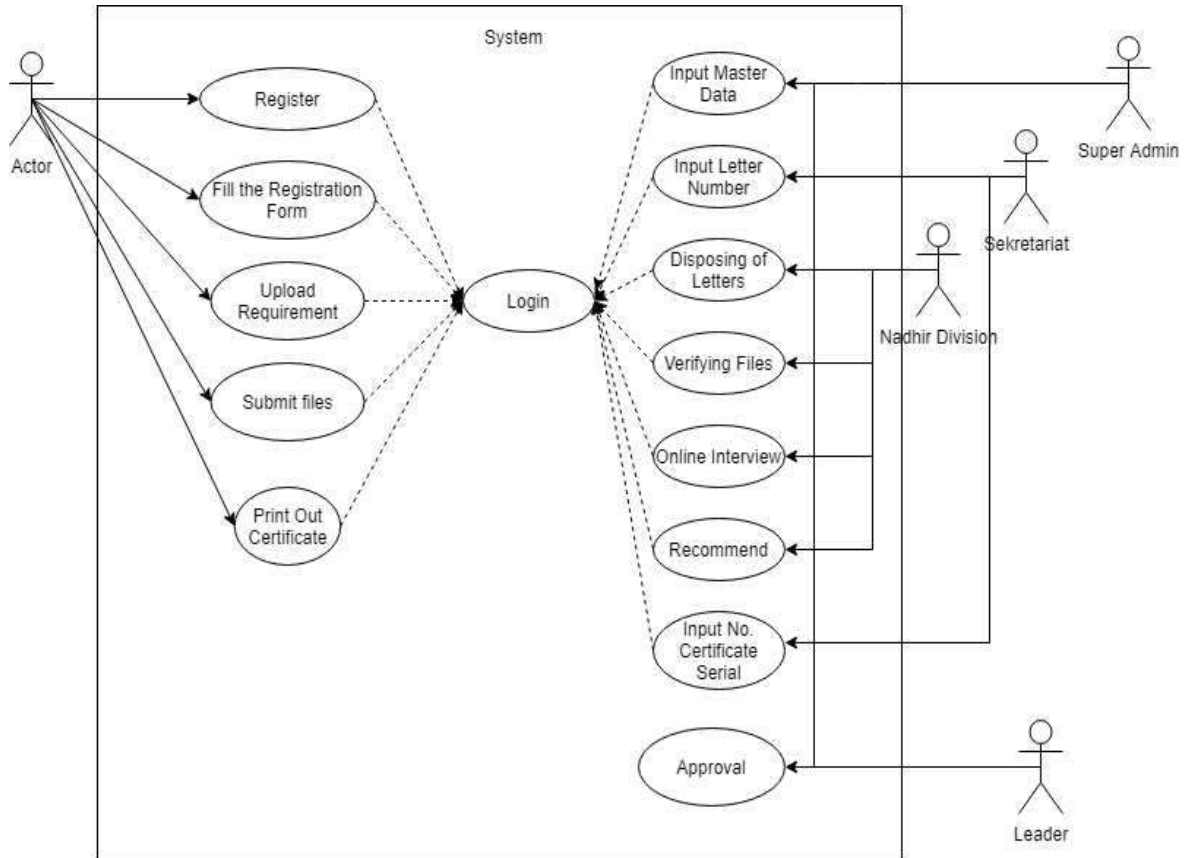 System
Actor
Register
Fill the Registration
Form
Upload
Requirement
Submit files
Print Out
Certificate
Login
Input Master
Data
Input Letter
Number
Disposing of
Letters
Verifying Files
Online Interview
Recommend
Input No.
Certificate
Serial
Approval
Super Admin
Sekretariat
Nadhir Division
Leader